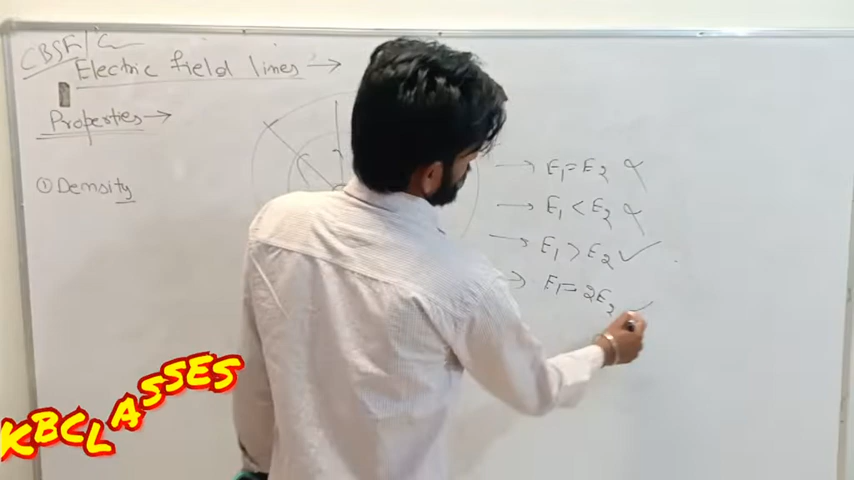 CBSE/
Electric field lines →
Properties →
① Density
→ E₁ = E₂ ✗
→ E₁ < E₂ ✗
→ E₁ > E₂ ✓
→ E₁ = 2E₂ ✓
KBCLASSES